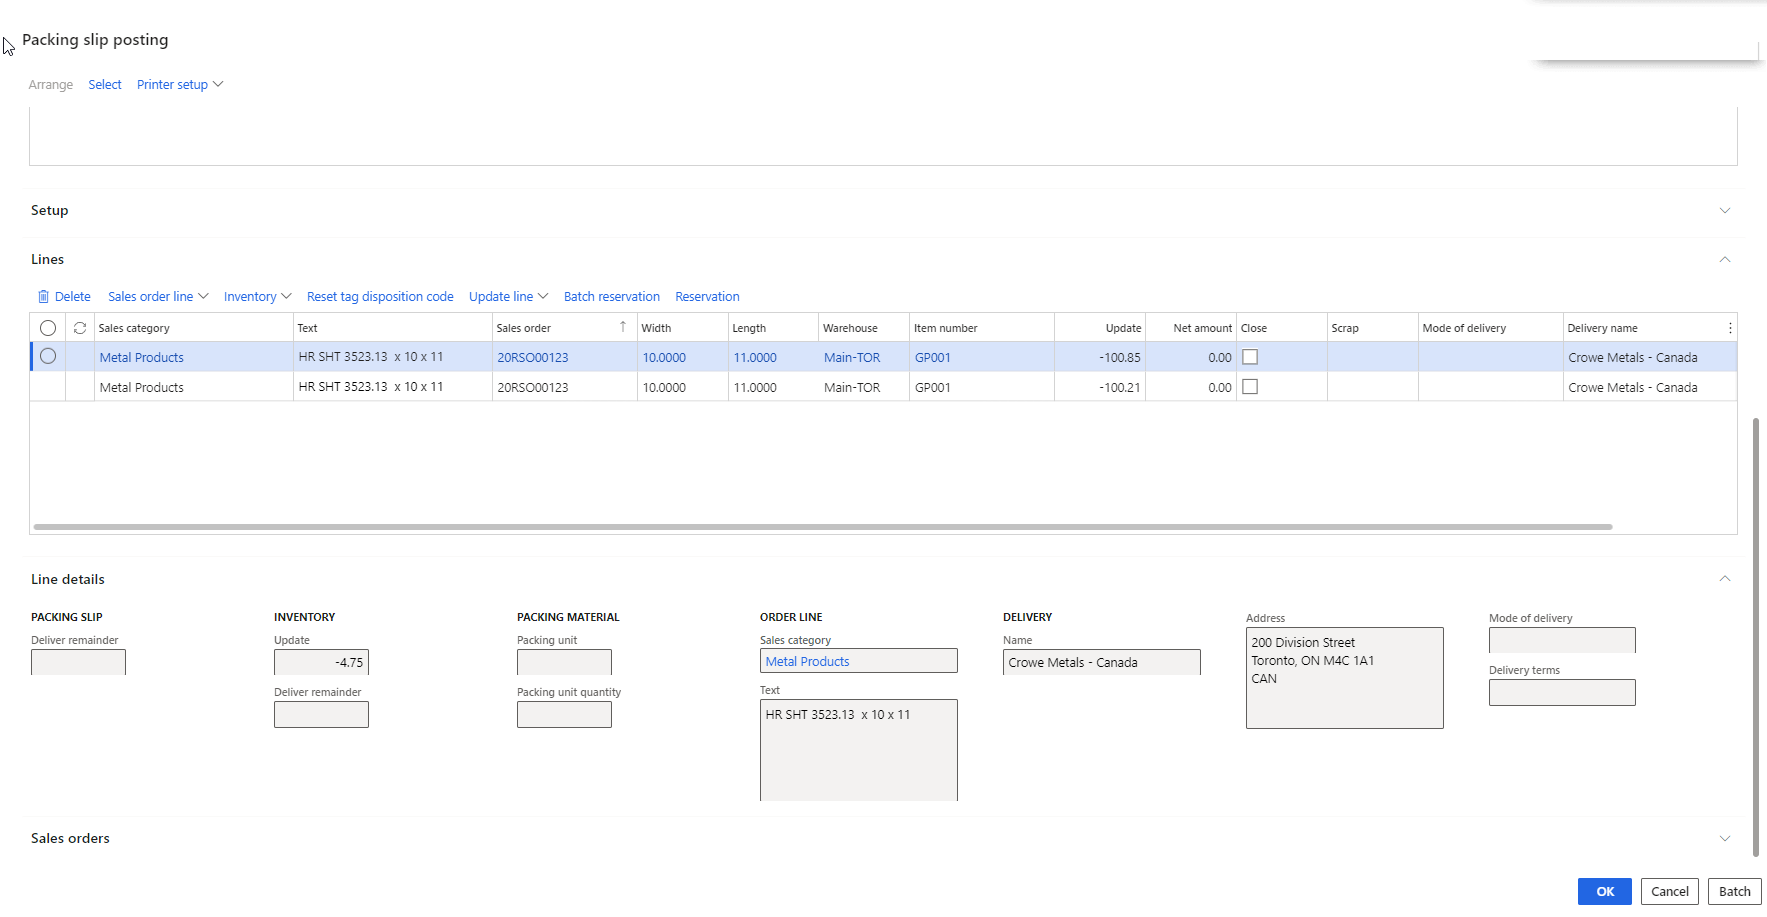 Packing slip posting
Arrange Select Printer setup
Setup
Lines
Delete Sales order line Inventory Reset tag disposition code Update line Batch reservation Reservation
Sales category Text Sales order Width Length Warehouse Item number Update Net amount Close Scrap Mode of delivery Delivery name
Metal Products HR SHT 3523.13 x 10 x 11 20RSO00123 10.0000 11.0000 Main-TOR GP001 -100.85 0.00 Crowe Metals - Canada
Metal Products HR SHT 3523.13 x 10 x 11 20RSO00123 10.0000 11.0000 Main-TOR GP001 -100.21 0.00 Crowe Metals - Canada
Line details
PACKING SLIP
Deliver remainder
INVENTORY
Update
-4.75
Deliver remainder
PACKING MATERIAL
Packing unit
Packing unit quantity
ORDER LINE
Sales category
Metal Products
Text
HR SHT 3523.13 x 10 x 11
DELIVERY
Name
Crowe Metals - Canada
Address
200 Division Street
Toronto, ON M4C 1A1
CAN
Mode of delivery
Delivery terms
Sales orders
OK Cancel Batch